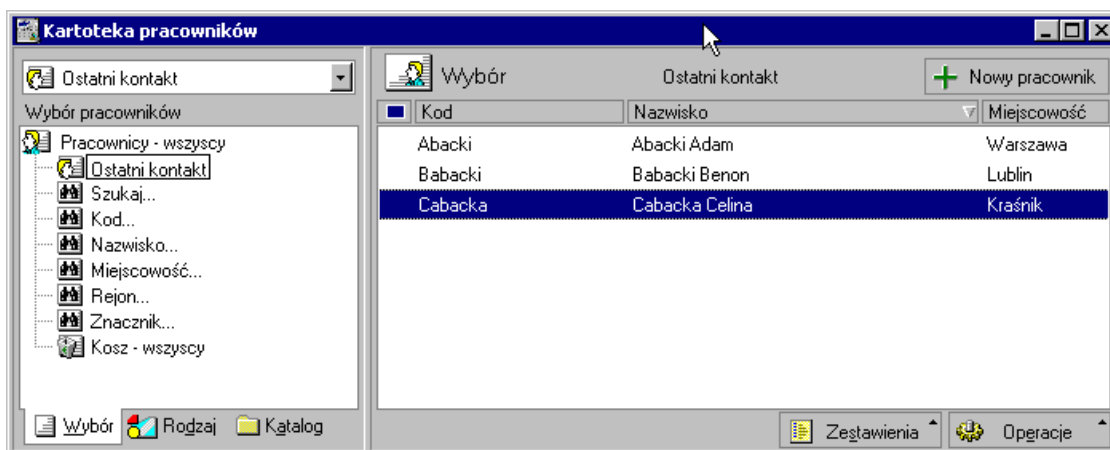 Kartoteka pracowników
Ostatni kontakt
Wybór pracowników
Pracownicy - wszyscy
Ostatni kontakt
Szukaj...
Kod...
Nazwisko...
Miejscowość...
Rejon...
Znacznik...
Kosz - wszyscy
Wybór Rodzaj Katalog
Wybór Ostatni kontakt Nowy pracownik
Kod Nazwisko Miejscowość
Abacki Abacki Adam Warszawa
Babacki Babacki Benon Lublin
Cabacka Cabacka Celina Kraśnik
Zestawienia Operacje